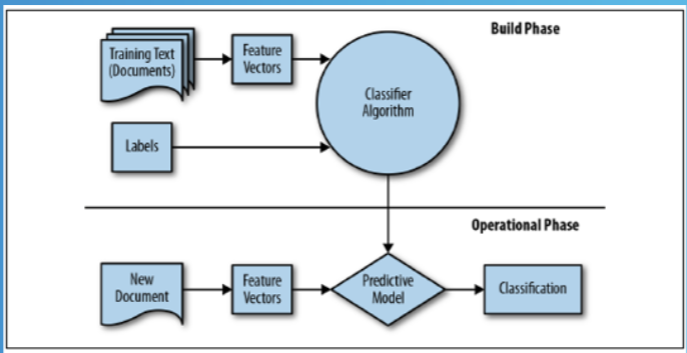 Build Phase
Training Text
(Documents)
Feature
Vectors
Classifier
Algorithm
Labels
Operational Phase
New
Document
Feature
Vectors
Predictive
Model
Classification